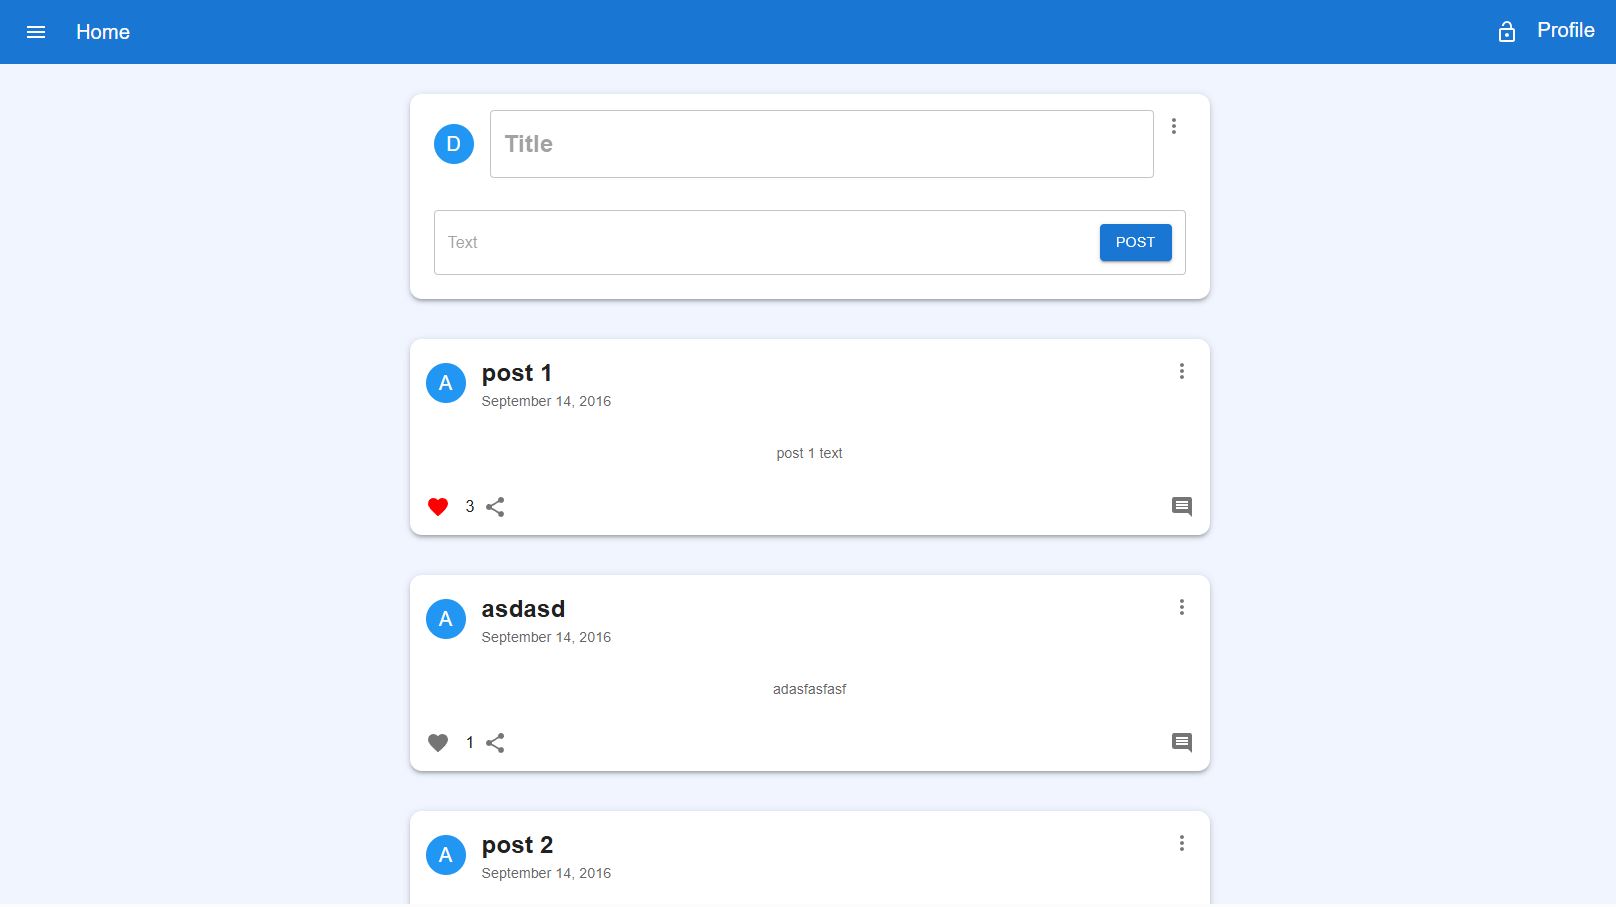 Home
Profile
D
Title
Text
POST
A
post 1
September 14, 2016
post 1 text
3
A
asdasd
September 14, 2016
adasfasfasf
1
A
post 2
September 14, 2016